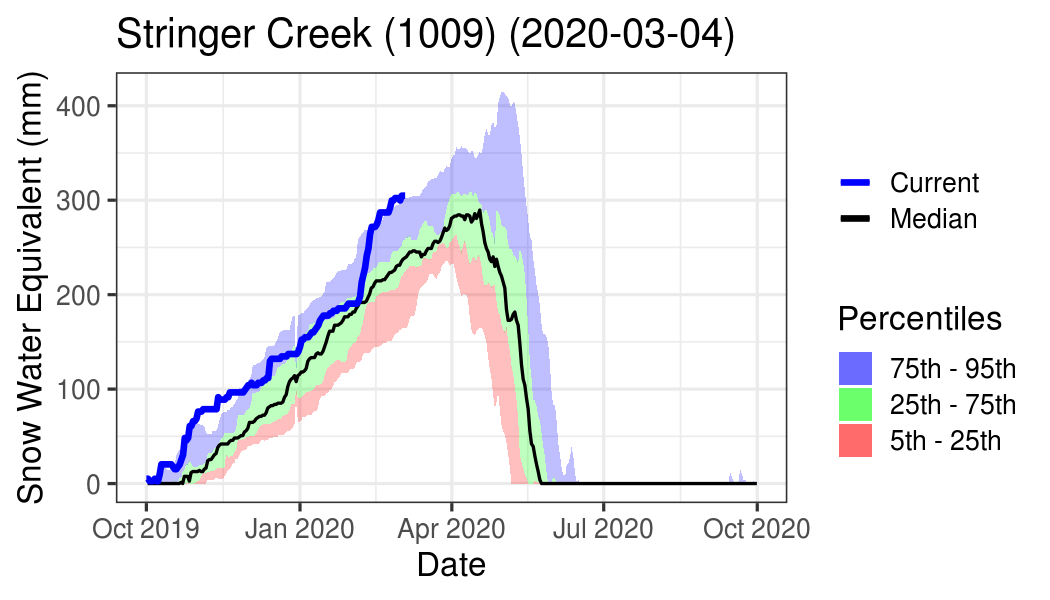 Stringer Creek (1009) (2020-03-04)
Snow Water Equivalent (mm)
400
300
200
100
0
Oct 2019
Jan 2020
Apr 2020
Jul 2020
Oct 2020
Date
Current
Median
Percentiles
75th - 95th
25th - 75th
5th - 25th